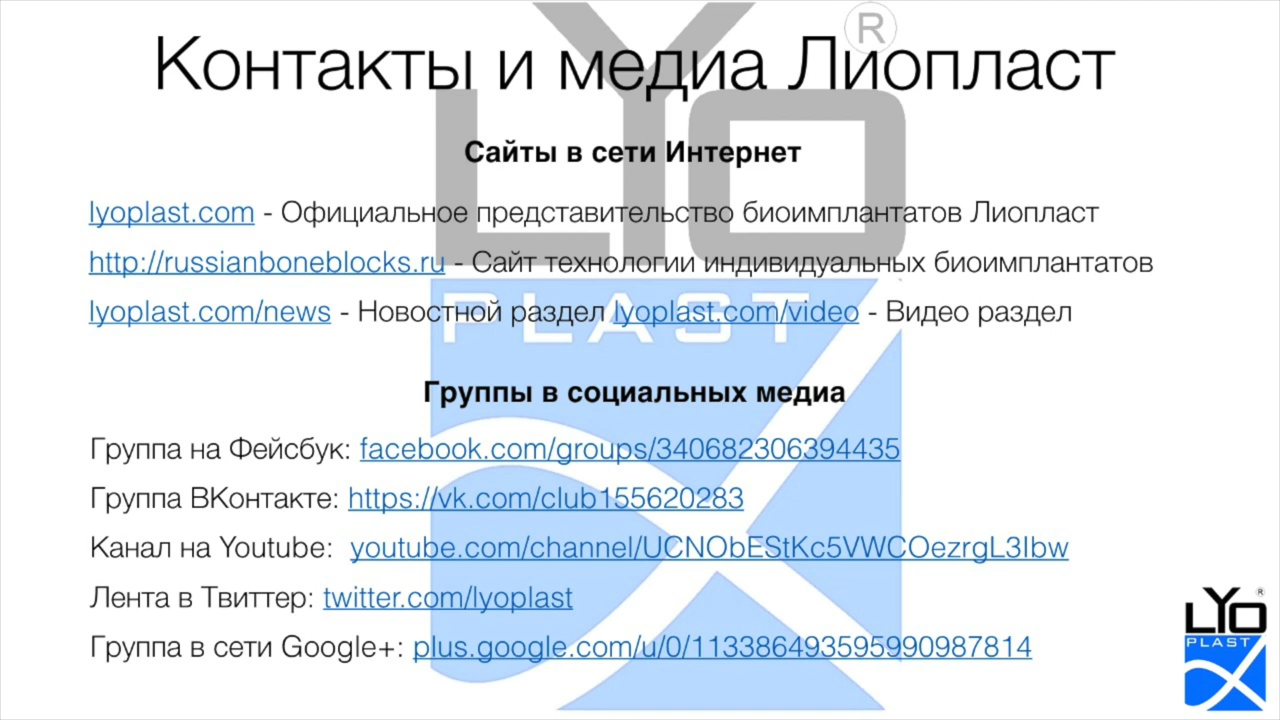 Контакты и медиа Лиопласт
Сайты в сети Интернет
lyoplast.com - Официальное представительство биоимплантатов Лиопласт
http://russianboneblocks.ru - Сайт технологии индивидуальных биоимплантатов
lyoplast.com/news - Новостной раздел lyoplast.com/video - Видео раздел
Группы в социальных медиа
Группа на Фейсбук: facebook.com/groups/340682306394435
Группа ВКонтакте: https://vk.com/club155620283
Канал на Youtube: youtube.com/channel/UCNObEStKc5VWCOezrgL3Ibw
Лента в Твиттер: twitter.com/lyoplast
Группа в сети Google+: plus.google.com/u/0/113386493595990987814
LYO ®
PLAST
LYO ®
PLAST